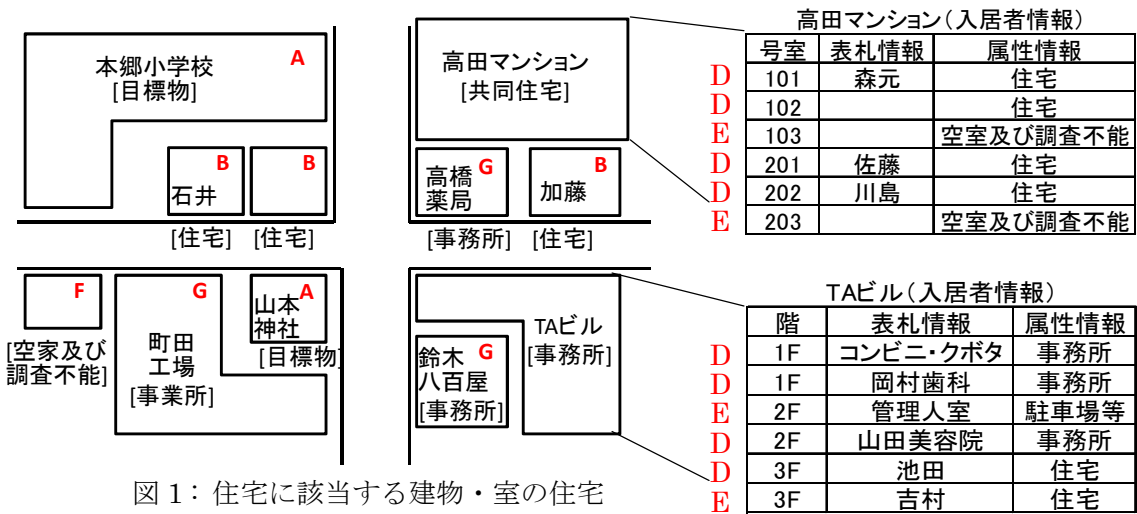 高田マンション(入居者情報)
本郷小学校 A
[目標物]
高田マンション
[共同住宅]
号室 表札情報 属性情報
D 101 森元 住宅
D 102 住宅
E 103 空室及び調査不能
D 201 佐藤 住宅
D 202 川島 住宅
E 203 空室及び調査不能
B
石井
B
高橋 G
薬局
B
加藤
[住宅] [住宅]
[事務所] [住宅]
F
[空家及び
調査不能]
G
町田
工場
[事業所]
山本 A
神社
[目標物]
TAビル
[事務所]
鈴木 G
八百屋
[事務所]
TAビル(入居者情報)
階 表札情報 属性情報
D 1F コンビニ・クボタ 事務所
D 1F 岡村歯科 事務所
E 2F 管理人室 駐車場等
D 2F 山田美容院 事務所
D 3F 池田 住宅
E 3F 吉村 住宅
図 1: 住宅に該当する建物・室の住宅